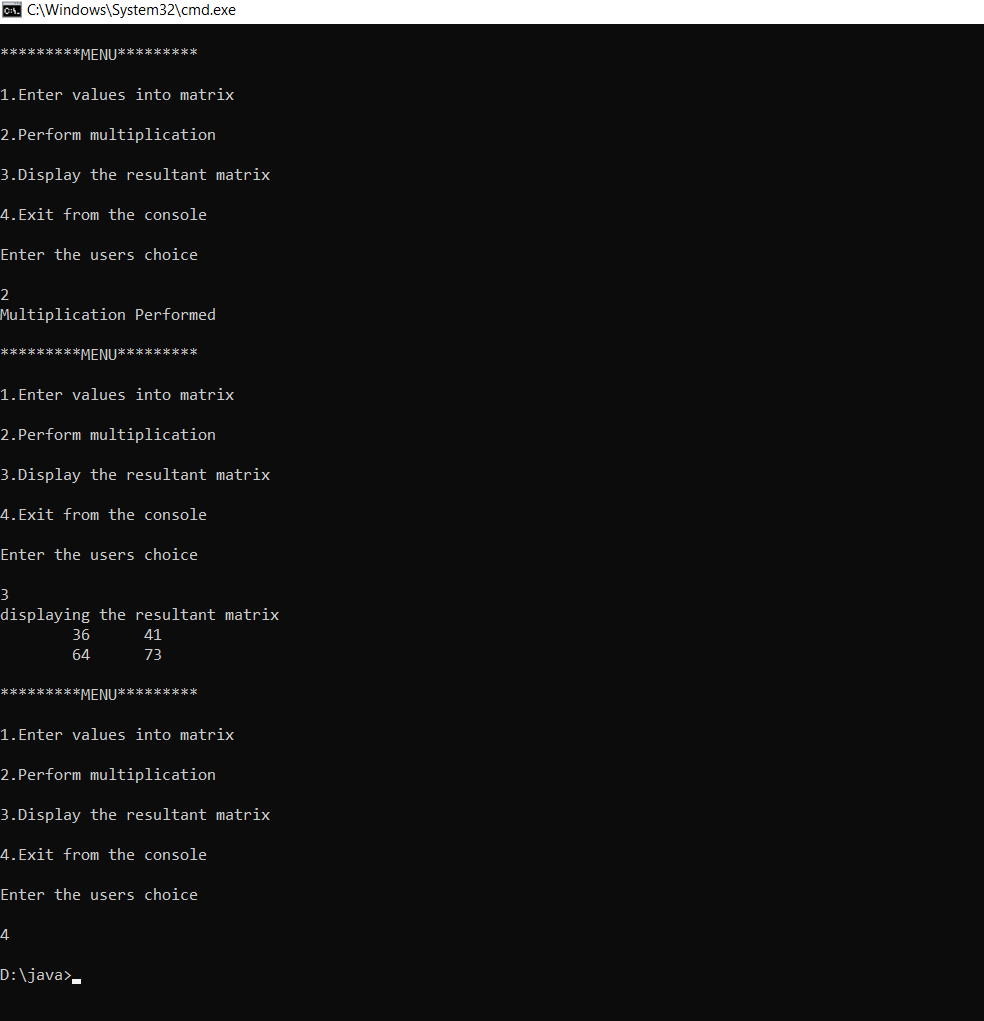 C:\Windows\System32\cmd.exe
*********MENU*********
1.Enter values into matrix
2.Perform multiplication
3.Display the resultant matrix
4.Exit from the console
Enter the users choice
2
Multiplication Performed
*********MENU*********
1.Enter values into matrix
2.Perform multiplication
3.Display the resultant matrix
4.Exit from the console
Enter the users choice
3
displaying the resultant matrix
36 41
64 73
*********MENU*********
1.Enter values into matrix
2.Perform multiplication
3.Display the resultant matrix
4.Exit from the console
Enter the users choice
4
D:\java>